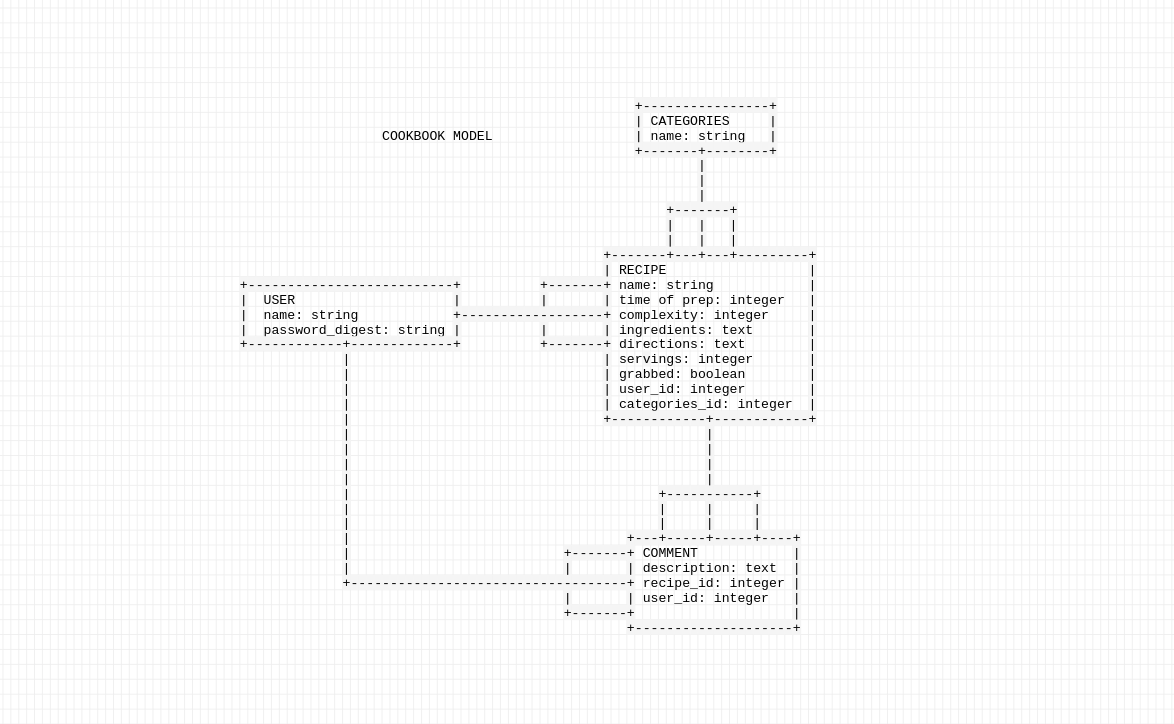 COOKBOOK MODEL
CATEGORIES
name: string
RECIPE
name: string
time of prep: integer
complexity: integer
ingredients: text
directions: text
servings: integer
grabbed: boolean
user_id: integer
categories_id: integer
USER
name: string
password_digest: string
COMMENT
description: text
recipe_id: integer
user_id: integer